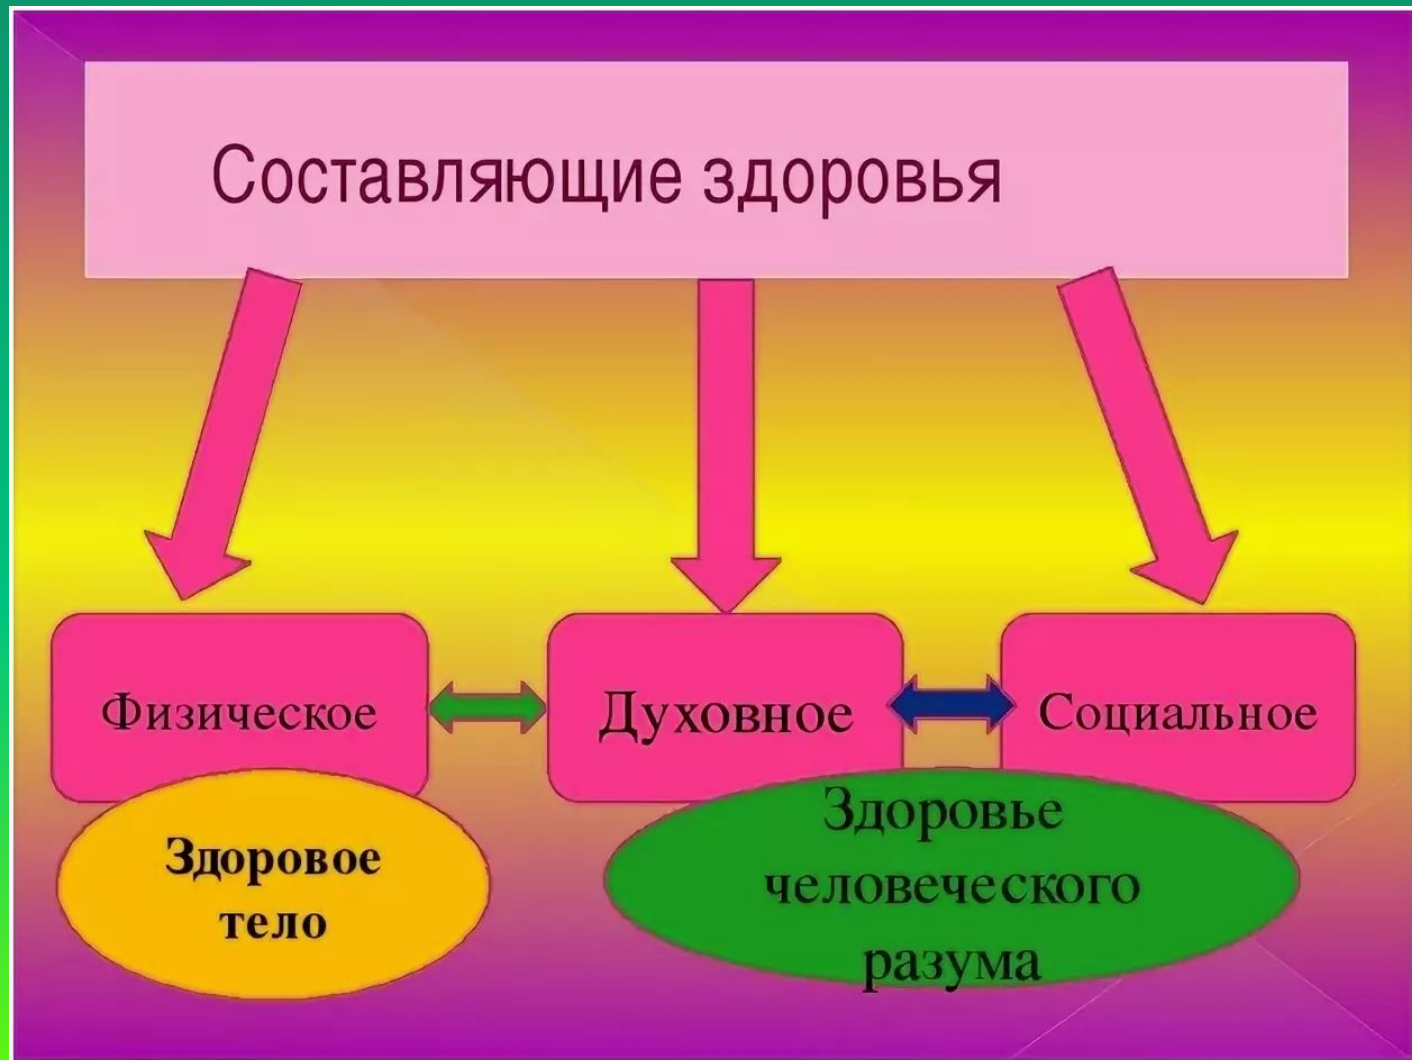 Составляющие здоровья
Физическое
Духовное
Социальное
Здоровое
тело
Здоровье
человеческого
разума